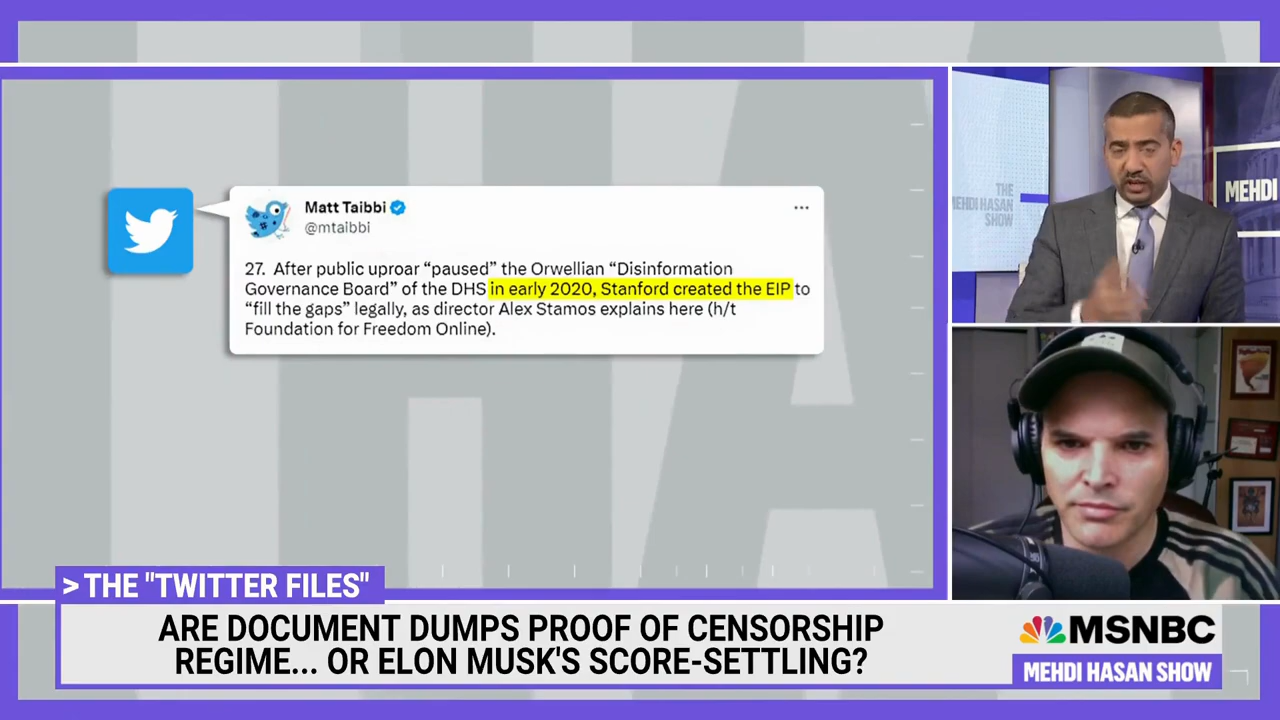 Matt Taibbi
@mtaibbi
27. After public uproar “paused” the Orwellian “Disinformation
Governance Board” of the DHS in early 2020, Stanford created the EIP to
“fill the gaps” legally, as director Alex Stamos explains here (h/t
Foundation for Freedom Online).
THE
MEHDI HASAN
SHOW
MEHDI
> THE "TWITTER FILES"
ARE DOCUMENT DUMPS PROOF OF CENSORSHIP
REGIME... OR ELON MUSK'S SCORE-SETTLING?
MSNBC
MEHDI HASAN SHOW